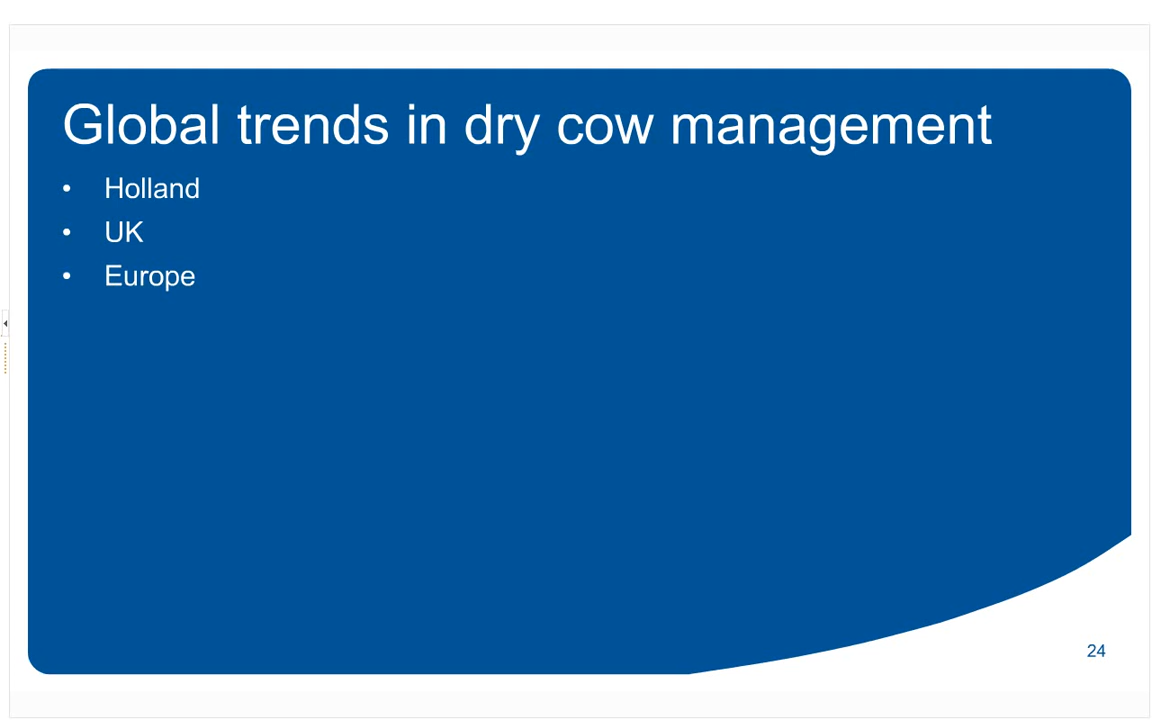 Global trends in dry cow management
• Holland
• UK
• Europe
24